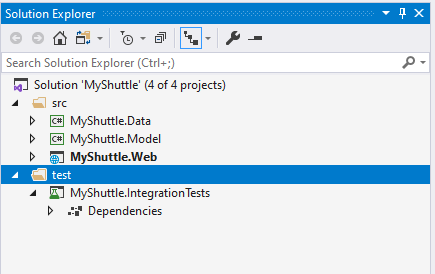 Solution Explorer
Search Solution Explorer (Ctrl+;)
Solution 'MyShuttle' (4 of 4 projects)
src
C# MyShuttle.Data
C# MyShuttle.Model
MyShuttle.Web
test
MyShuttle.IntegrationTests
Dependencies